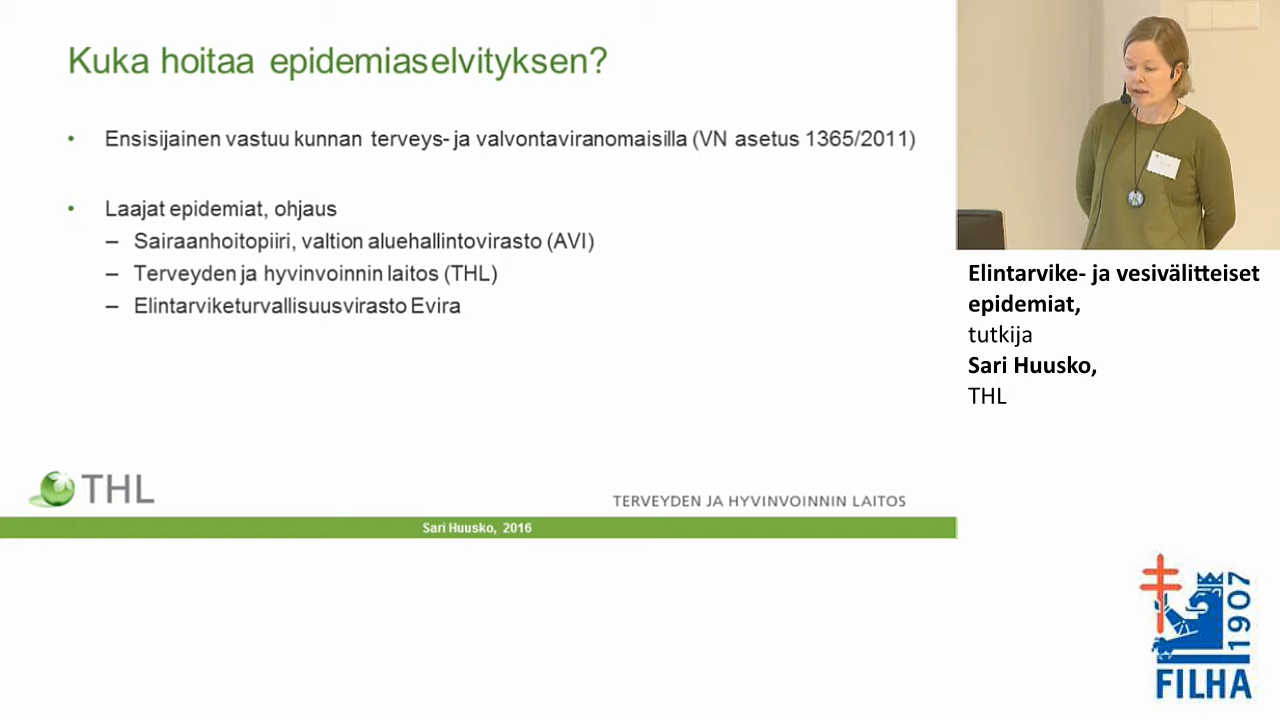 Kuka hoitaa epidemiaselvityksen?
• Ensisijainen vastuu kunnan terveys- ja valvontaviranomaisilla (VN asetus 1365/2011)
• Laajat epidemiat, ohjaus
– Sairaanhoitopiiri, valtion aluehallintovirasto (AVI)
– Terveyden ja hyvinvoinnin laitos (THL)
– Elintarviketurvallisuusvirasto Evira
THL
TERVEYDEN JA HYVINVOINNIN LAITOS
Sari Huusko, 2016
Elintarvike- ja vesivälitteiset
epidemiat,
tutkija
Sari Huusko,
THL
1907
FILHA